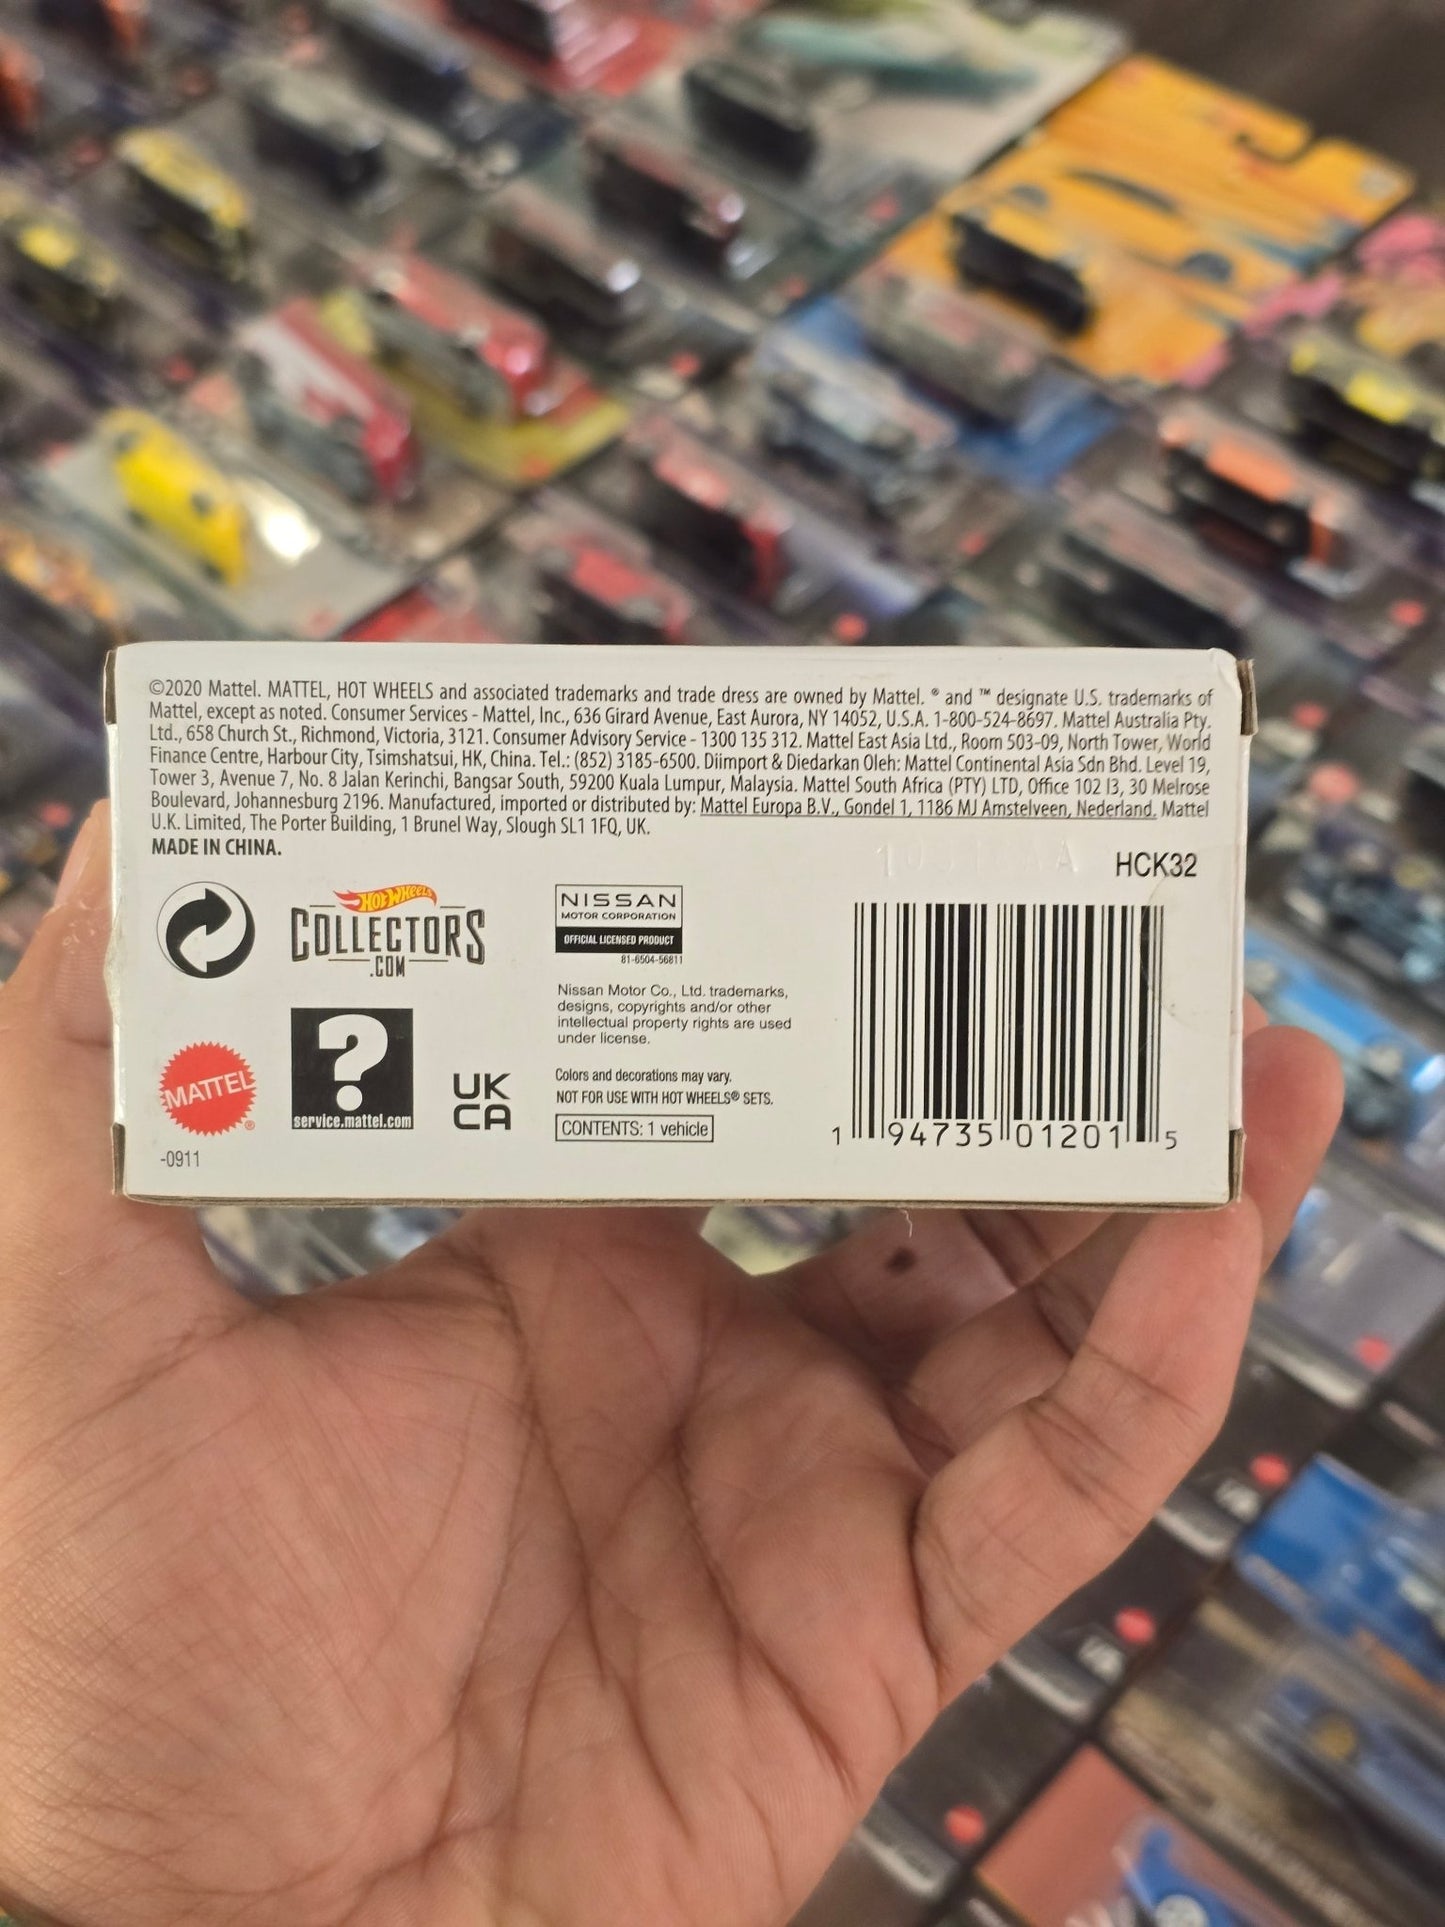 ©2020 Mattel. MATTEL, HOT WHEELS and associated trademarks and trade dress are owned by Mattel. ® and ™ designate U.S. trademarks of
Mattel, except as noted. Consumer Services - Mattel, Inc., 636 Girard Avenue, East Aurora, NY 14052, U.S.A. 1-800-524-8697. Mattel Australia Pty.
Ltd., 658 Church St., Richmond, Victoria, 3121. Consumer Advisory Service - 1300 135 312. Mattel East Asia Ltd., Room 503-09, North Tower, World
Finance Centre, Harbour City, Tsimshatsui, HK, China. Tel.: (852) 3185-6500. Diimport & Diedarkan Oleh: Mattel Continental Asia Sdn Bhd. Level 19,
Tower 3, Avenue 7, No. 8 Jalan Kerinchi, Bangsar South, 59200 Kuala Lumpur, Malaysia. Mattel South Africa (PTY) LTD, Office 102 I3, 30 Melrose
Boulevard, Johannesburg 2196. Manufactured, imported or distributed by: Mattel Europa B.V., Gondel 1, 1186 MJ Amstelveen, Nederland. Mattel
U.K. Limited, The Porter Building, 1 Brunel Way, Slough SL1 1FQ, UK.
MADE IN CHINA.
HCK32
HOT WHEELS
COLLECTORS
.COM
NISSAN
MOTOR CORPORATION
OFFICIAL LICENSED PRODUCT
81-6504-56811
Nissan Motor Co., Ltd. trademarks,
designs, copyrights and/or other
intellectual property rights are used
under license.
MATTEL®
-0911
?
service.mattel.com
UK
CA
Colors and decorations may vary.
NOT FOR USE WITH HOT WHEELS® SETS.
CONTENTS: 1 vehicle
1 94735 01201 5